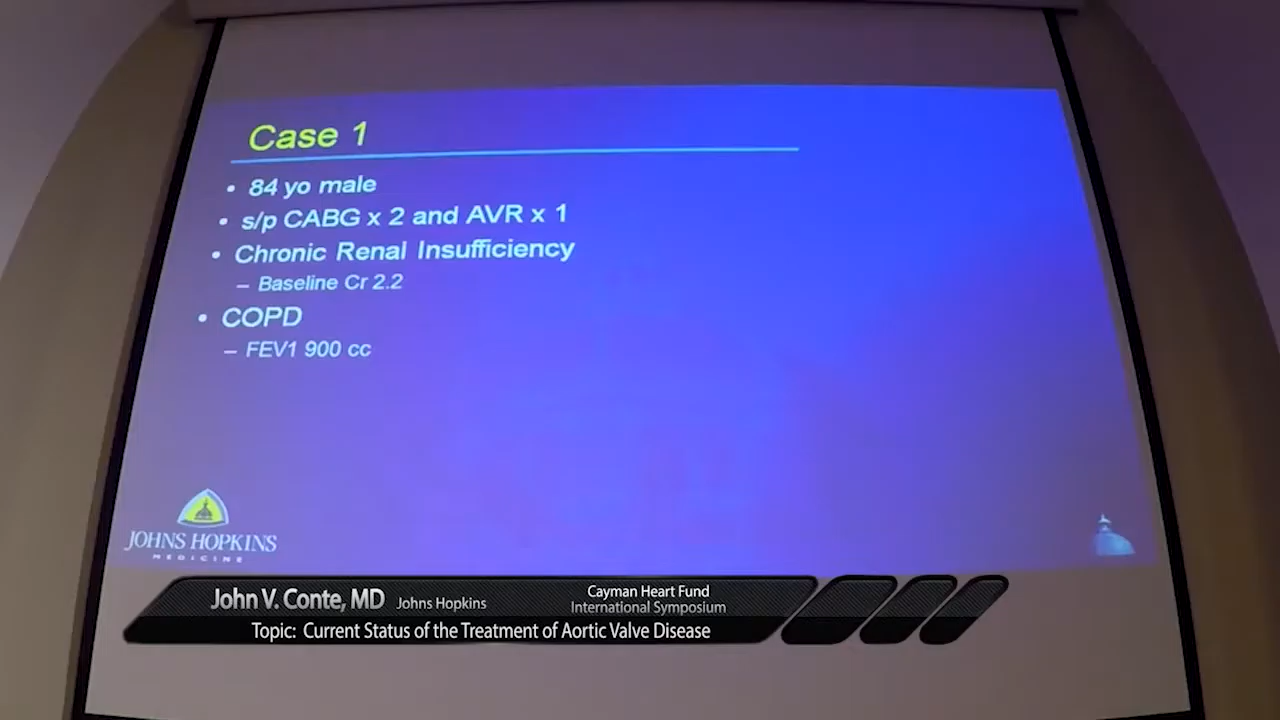 Case 1
• 84 yo male
• s/p CABG x 2 and AVR x 1
• Chronic Renal Insufficiency
– Baseline Cr 2.2
• COPD
– FEV1 900 cc
JOHNS HOPKINS
MEDICINE
John V. Conte, MD Johns Hopkins
Cayman Heart Fund
International Symposium
Topic: Current Status of the Treatment of Aortic Valve Disease